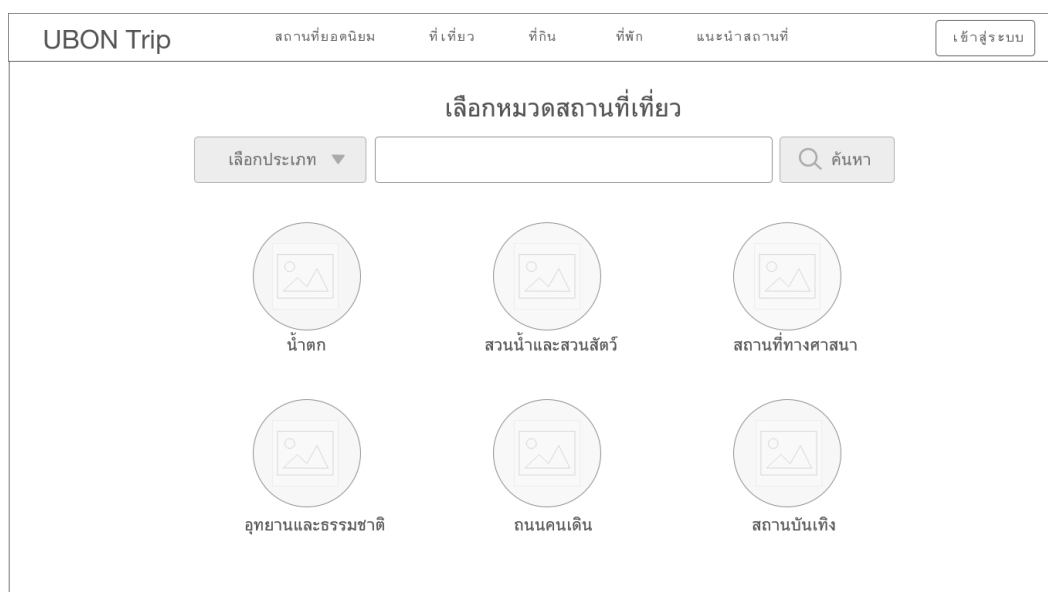 UBON Trip สถานที่ยอดนิยม ที่เที่ยว ที่กิน ที่พัก แนะนำสถานที่ เข้าสู่ระบบ
เลือกหมวดสถานที่เที่ยว
เลือกประเภท ค้นหา
น้ำตก สวนน้ำและสวนสัตว์ สถานที่ทางศาสนา
อุทยานและธรรมชาติ ถนนคนเดิน สถานบันเทิง